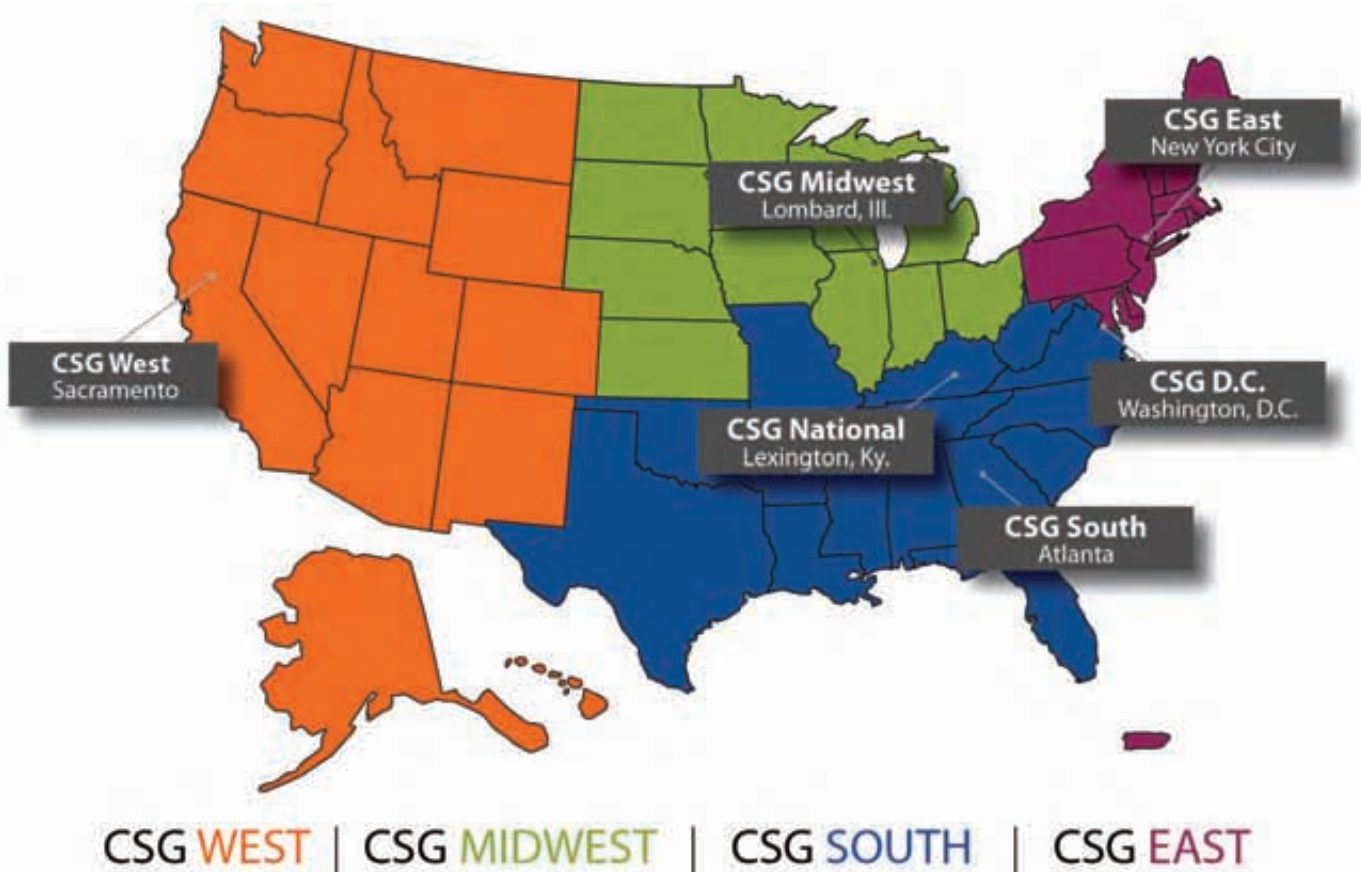 CSG East
New York City
CSG Midwest
Lombard, Ill.
CSG West
Sacramento
CSG D.C.
Washington, D.C.
CSG National
Lexington, Ky.
CSG South
Atlanta
CSG WEST | CSG MIDWEST | CSG SOUTH | CSG EAST